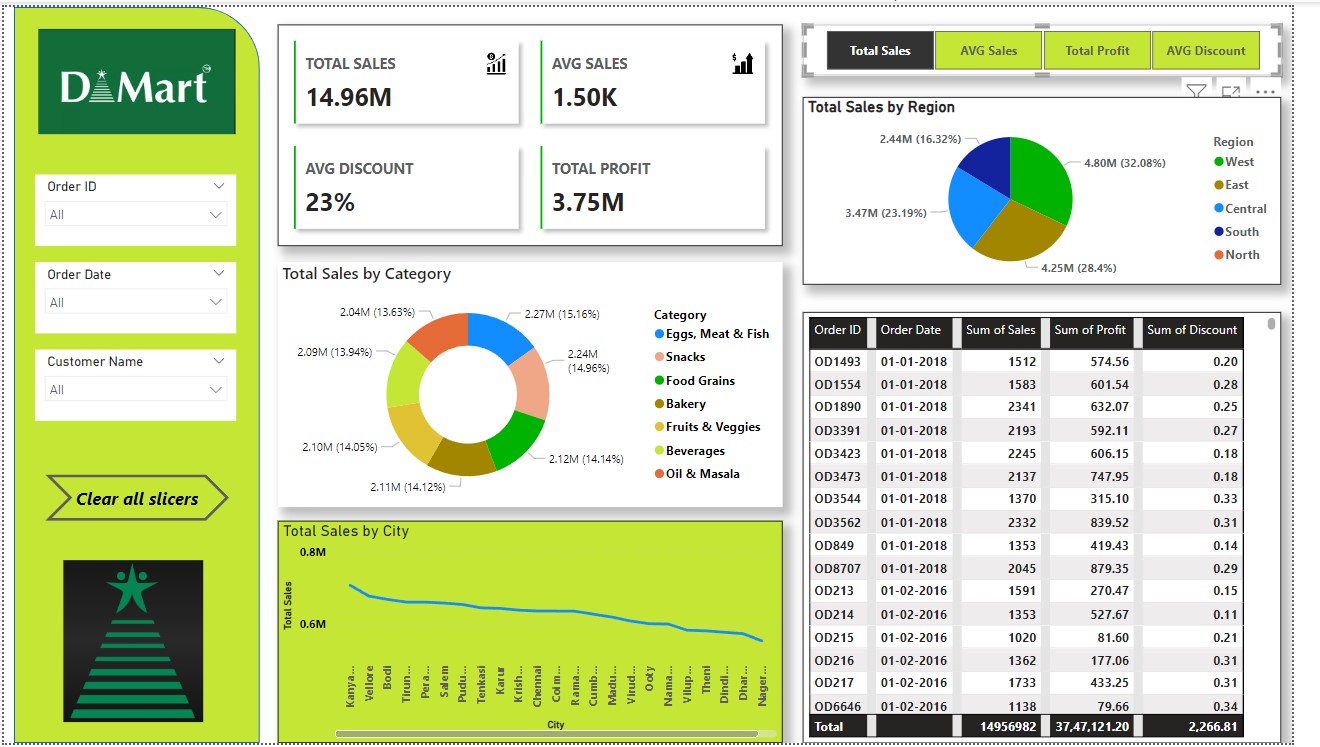 D Mart
Order ID
All
Order Date
All
Customer Name
All
Clear all slicers
TOTAL SALES
14.96M
AVG SALES
1.50K
AVG DISCOUNT
23%
TOTAL PROFIT
3.75M
Total Sales by Category
2.04M (13.63%)
2.27M (15.16%)
2.09M (13.94%)
2.24M
(14.96%)
2.10M (14.05%)
2.12M (14.14%)
2.11M (14.12%)
Category
Eggs, Meat & Fish
Snacks
Food Grains
Bakery
Fruits & Veggies
Beverages
Oil & Masala
Total Sales by City
0.8M
0.6M
Total Sales
Kanya...
Vellore
Bodi
Tirun...
Pera...
Salem
Pudu...
Tenkasi
Karur
Krish...
Chennai
Coim...
Rama...
Cumb...
Madu...
Virud...
Ooty
Nama...
Vilup...
Theni
Dindi...
Dhar...
Nager...
City
Total Sales AVG Sales Total Profit AVG Discount
Total Sales by Region
2.44M (16.32%)
4.80M (32.08%)
3.47M (23.19%)
4.25M (28.4%)
Region
West
East
Central
South
North
Order ID Order Date Sum of Sales Sum of Profit Sum of Discount
OD1493 01-01-2018 1512 574.56 0.20
OD1554 01-01-2018 1583 601.54 0.28
OD1890 01-01-2018 2341 632.07 0.25
OD3391 01-01-2018 2193 592.11 0.27
OD3423 01-01-2018 2245 606.15 0.18
OD3473 01-01-2018 2137 747.95 0.18
OD3544 01-01-2018 1370 315.10 0.33
OD3562 01-01-2018 2332 839.52 0.31
OD849 01-01-2018 1353 419.43 0.14
OD8707 01-01-2018 2045 879.35 0.29
OD213 01-02-2016 1591 270.47 0.15
OD214 01-02-2016 1353 527.67 0.11
OD215 01-02-2016 1020 81.60 0.21
OD216 01-02-2016 1362 177.06 0.31
OD217 01-02-2016 1733 433.25 0.31
OD6646 01-02-2016 1138 79.66 0.34
Total 14956982 37,47,121.20 2,266.81